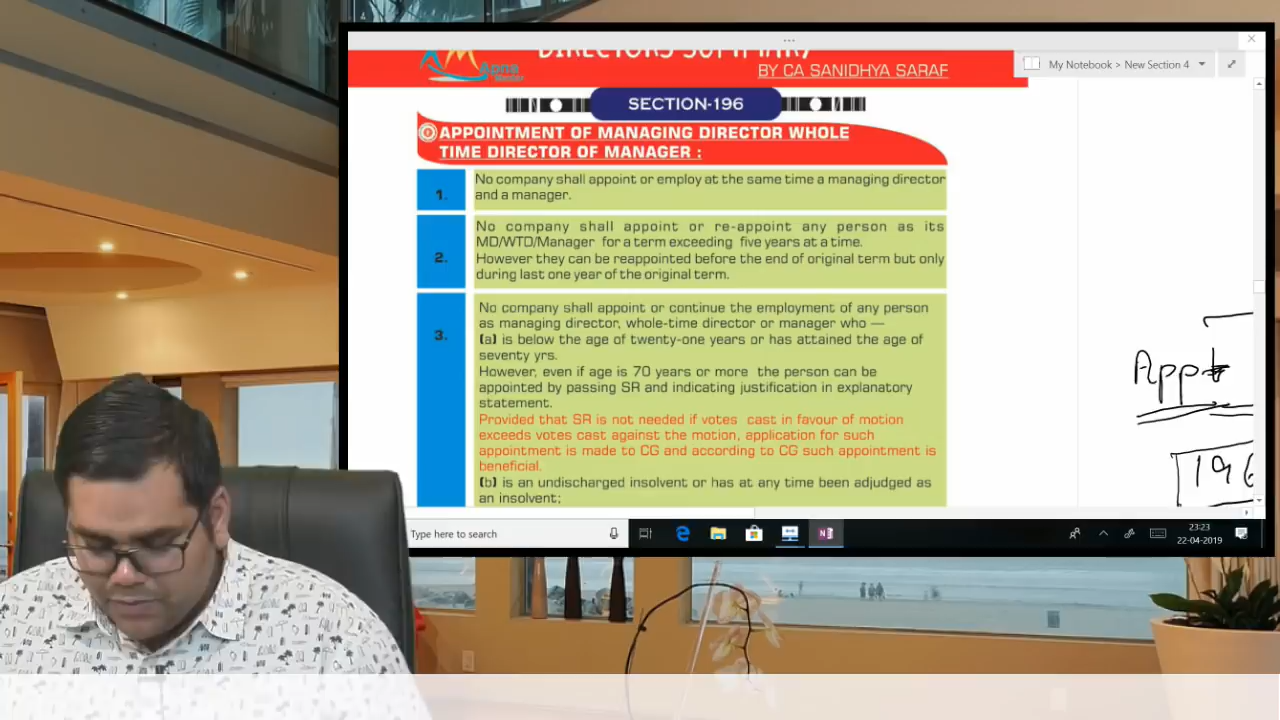 ...
DIRECTORS SUMMARY
Apna
Mentor
BY CA SANIDHYA SARAF
My Notebook > New Section 4
SECTION-196
APPOINTMENT OF MANAGING DIRECTOR WHOLE
TIME DIRECTOR OF MANAGER :
1. No company shall appoint or employ at the same time a managing director
and a manager.
2. No company shall appoint or re-appoint any person as its
MD/WTD/Manager for a term exceeding five years at a time.
However they can be reappointed before the end of original term but only
during last one year of the original term.
3. No company shall appoint or continue the employment of any person
as managing director, whole-time director or manager who —
(a) is below the age of twenty-one years or has attained the age of
seventy yrs.
However, even if age is 70 years or more the person can be
appointed by passing SR and indicating justification in explanatory
statement.
Provided that SR is not needed if votes cast in favour of motion
exceeds votes cast against the motion, application for such
appointment is made to CG and according to CG such appointment is
beneficial.
(b) is an undischarged insolvent or has at any time been adjudged as
an insolvent;
Appt
196
Type here to search
23:23
22-04-2019